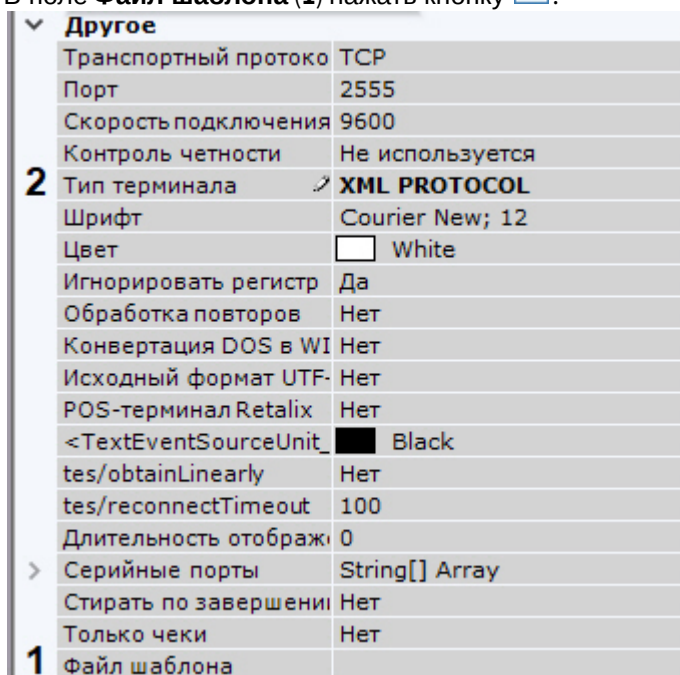 В поле Файл шаблона (1) нажать кнопку
Другое
Транспортный протоко TCP
Порт 2555
Скорость подключения 9600
Контроль четности Не используется
2 Тип терминала XML PROTOCOL
Шрифт Courier New; 12
Цвет White
Игнорировать регистр Да
Обработка повторов Нет
Конвертация DOS в WI Нет
Исходный формат UTF- Нет
POS-терминал Retalix Нет
<TextEventSourceUnit_ Black
tes/obtainLinearly Нет
tes/reconnectTimeout 100
Длительность отображ 0
Серийные порты String[] Array
Стирать по завершени Нет
Только чеки Нет
1 Файл шаблона